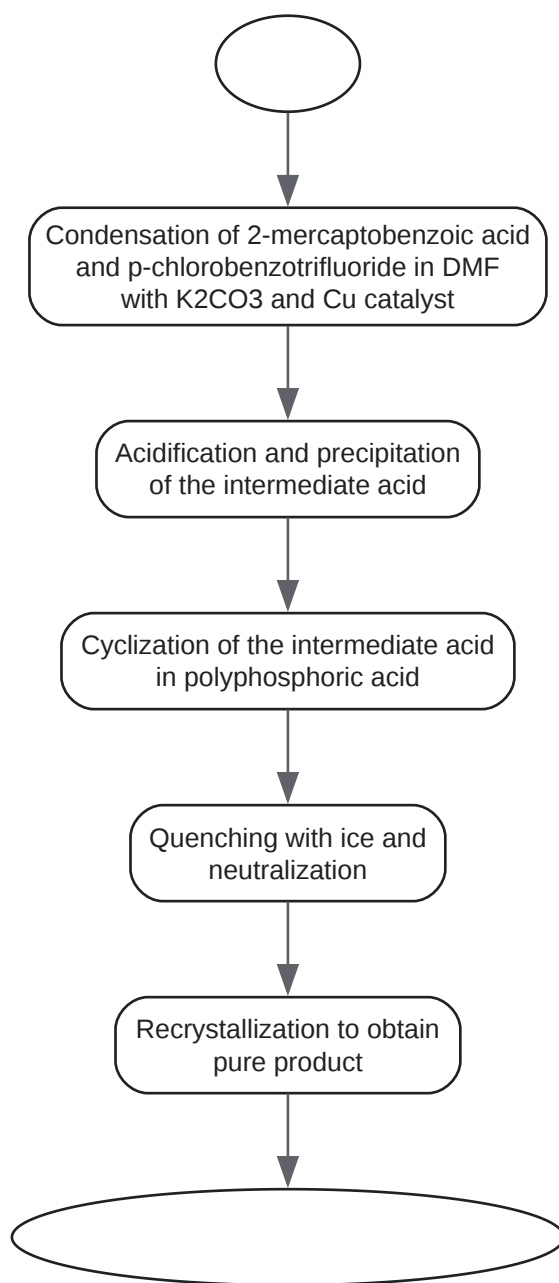 Condensation of 2-mercaptobenzoic acid
and p-chlorobenzotrifluoride in DMF
with K2CO3 and Cu catalyst
Acidification and precipitation
of the intermediate acid
Cyclization of the intermediate acid
in polyphosphoric acid
Quenching with ice and
neutralization
Recrystallization to obtain
pure product